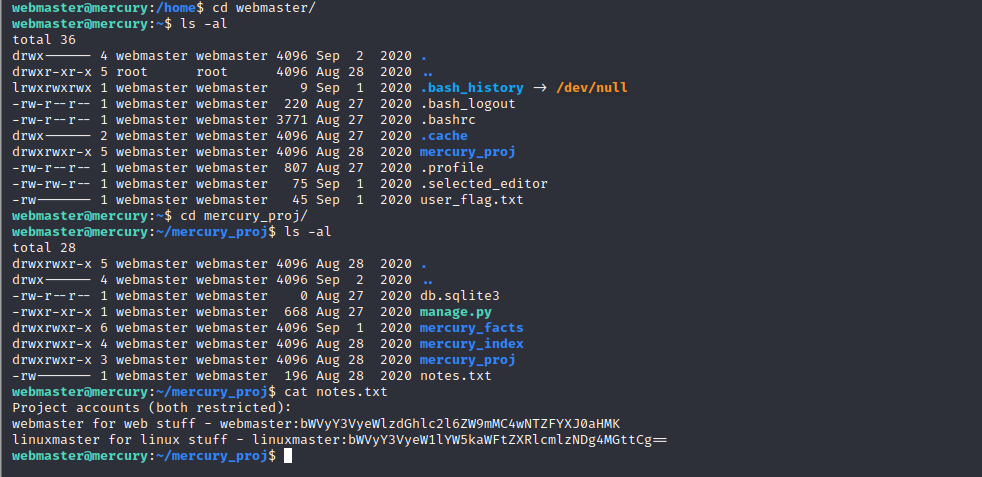 webmaster@mercury:/home$ cd webmaster/
webmaster@mercury:~$ ls -al
total 36
drwx------ 4 webmaster webmaster 4096 Sep  2  2020 .
drwxr-xr-x 5 root      root      4096 Aug 28  2020 ..
lrwxrwxrwx 1 webmaster webmaster    9 Sep  1  2020 .bash_history -> /dev/null
-rw-r--r-- 1 webmaster webmaster  220 Aug 27  2020 .bash_logout
-rw-r--r-- 1 webmaster webmaster 3771 Aug 27  2020 .bashrc
drwx------ 2 webmaster webmaster 4096 Aug 27  2020 .cache
drwxrwxr-x 5 webmaster webmaster 4096 Aug 28  2020 mercury_proj
-rw-r--r-- 1 webmaster webmaster  807 Aug 27  2020 .profile
-rw-rw-r-- 1 webmaster webmaster   75 Sep  1  2020 .selected_editor
-rw------- 1 webmaster webmaster   45 Sep  1  2020 user_flag.txt
webmaster@mercury:~$ cd mercury_proj/
webmaster@mercury:~/mercury_proj$ ls -al
total 28
drwxrwxr-x 5 webmaster webmaster 4096 Aug 28  2020 .
drwx------ 4 webmaster webmaster 4096 Sep  2  2020 ..
-rw-r--r-- 1 webmaster webmaster    0 Aug 27  2020 db.sqlite3
-rwxr-xr-x 1 webmaster webmaster  668 Aug 27  2020 manage.py
drwxrwxr-x 6 webmaster webmaster 4096 Sep  1  2020 mercury_facts
drwxrwxr-x 4 webmaster webmaster 4096 Aug 28  2020 mercury_index
drwxrwxr-x 3 webmaster webmaster 4096 Aug 28  2020 mercury_proj
-rw------- 1 webmaster webmaster  196 Aug 28  2020 notes.txt
webmaster@mercury:~/mercury_proj$ cat notes.txt
Project accounts (both restricted):
webmaster for web stuff - webmaster:bWVyY3VyeWlzdGhlc2l6ZW9mMC4wNTZFYXJ0aHMK
linuxmaster for linux stuff - linuxmaster:bWVyY3VyeW1lYW5kaWFtZXRlcmlzNDg4MGttCg==
webmaster@mercury:~/mercury_proj$